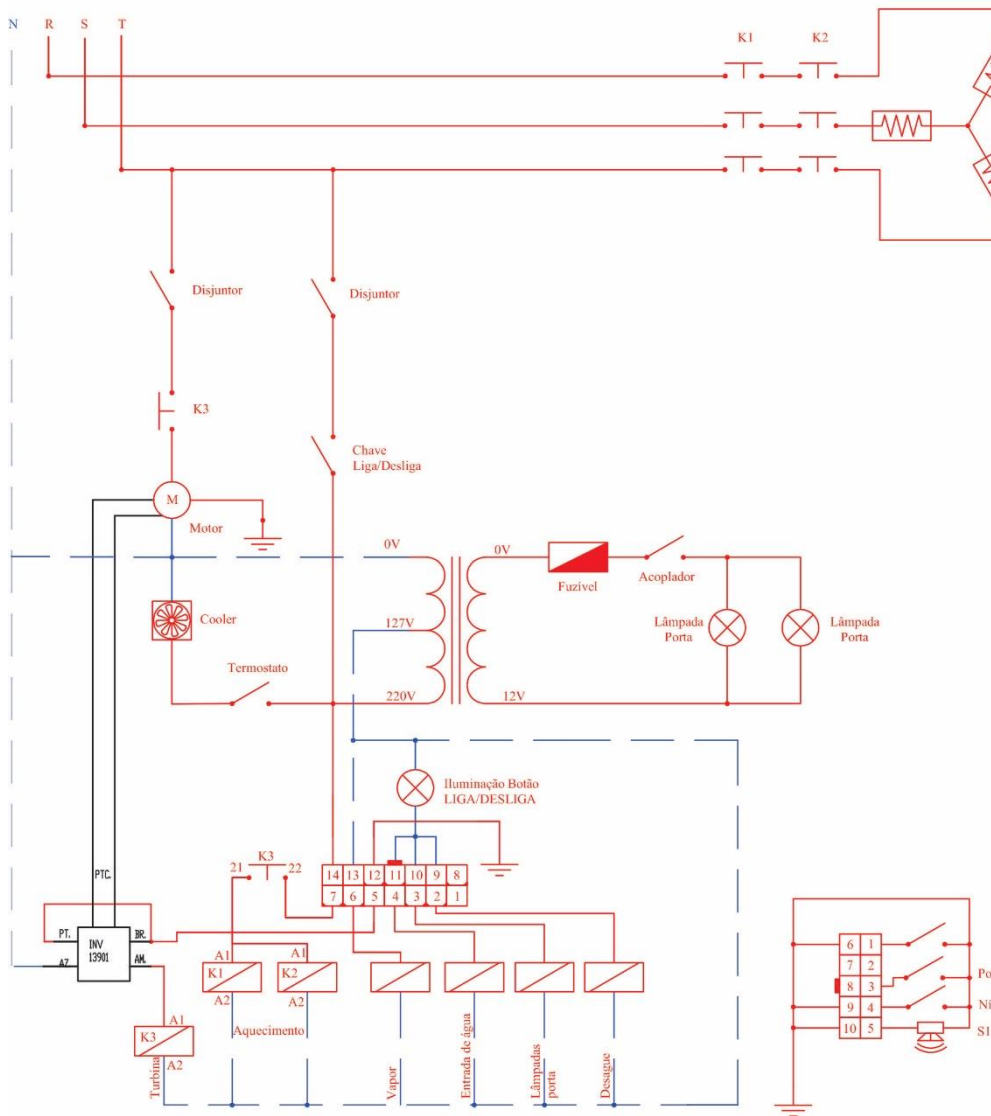 N R S T
K1 K2
Disjuntor
Disjuntor
K3
Chave
Liga/Desliga
M
Motor
0V 0V
Fuzível
Acoplador
Cooler
127V
Lâmpada
Porta
Lâmpada
Porta
Termostato
220V 12V
Iluminação Botão
LIGA/DESLIGA
21 K3 22
14 13 12 11 10 9 8
7 6 5 4 3 2 1
PTC.
PT. BR.
INV
13901
AZ AM.
A1 A1
K1 K2
A2 A2
Aquecimento
A1
K3
A2
Turbina
Vapor
Entrada de água
Lâmpadas
porta
Desague
6 1
7 2
8 3
9 4
10 5
Po
Ní
S1